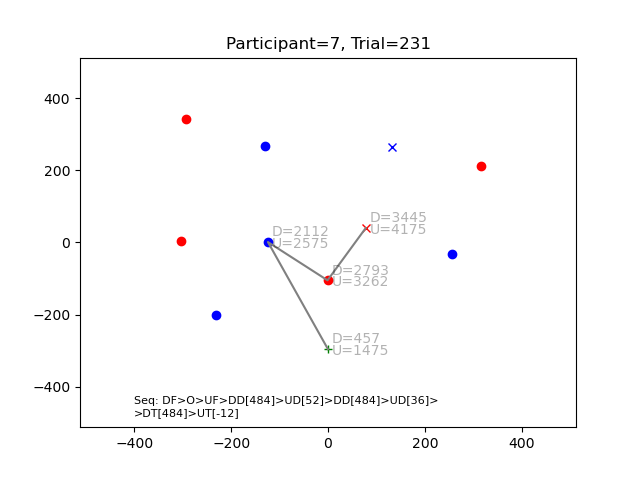 Participant=7, Trial=231
400
200
0
−200
−400
D=3445
U=4175
D=2112
U=2575
D=2793
U=3262
D=457
U=1475
Seq: DF>O>UF>DD[484]>UD[52]>DD[484]>UD[36]>
>DT[484]>UT[-12]
−400
−200
0
200
400